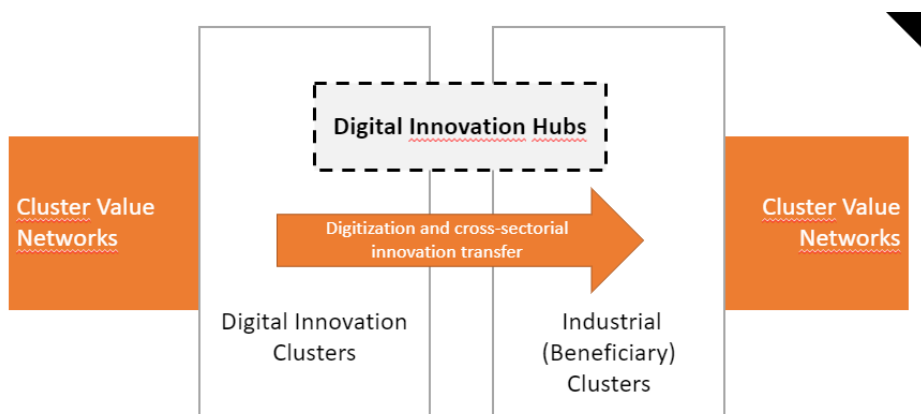 Digital Innovation Hubs
Cluster Value
Networks
Digitization and cross-sectorial
innovation transfer
Cluster Value
Networks
Digital Innovation
Clusters
Industrial
(Beneficiary)
Clusters